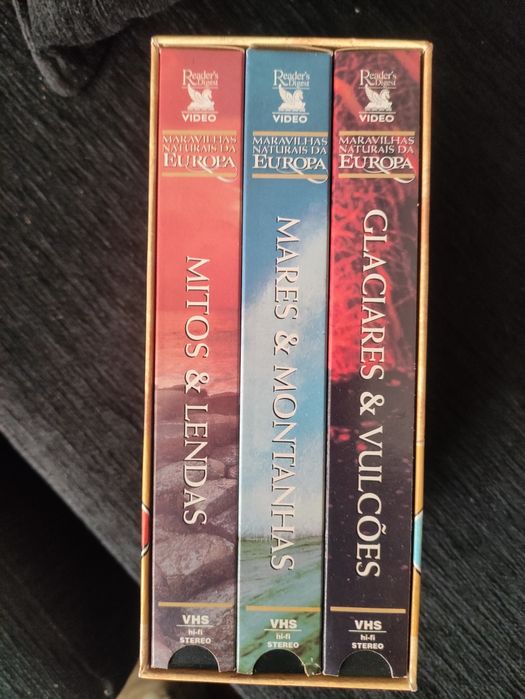 Reader's
Digest
VIDEO
MARAVILHAS
NATURAIS DA
EUROPA
MITOS & LENDAS
VHS
hi-fi
STEREO
Reader's
Digest
VIDEO
MARAVILHAS
NATURAIS DA
EUROPA
MARES & MONTANHAS
VHS
hi-fi
STEREO
Reader's
Digest
VIDEO
MARAVILHAS
NATURAIS DA
EUROPA
GLACIARES & VULCÕES
VHS
hi-fi
STEREO